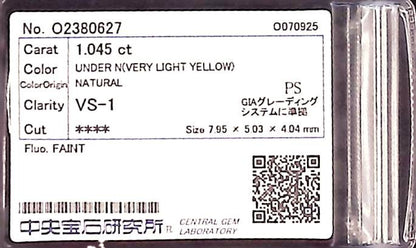 No. O2380627 O070925
Carat 1.045 ct
Color UNDER N(VERY LIGHT YELLOW)
ColorOrigin NATURAL
Clarity VS-1
PS
GIAグレーディング
システムに準拠
Cut **** Size 7.95 × 5.03 × 4.04 mm
Fluo. FAINT
中央宝石研究所 CENTRAL GEM
LABORATORY